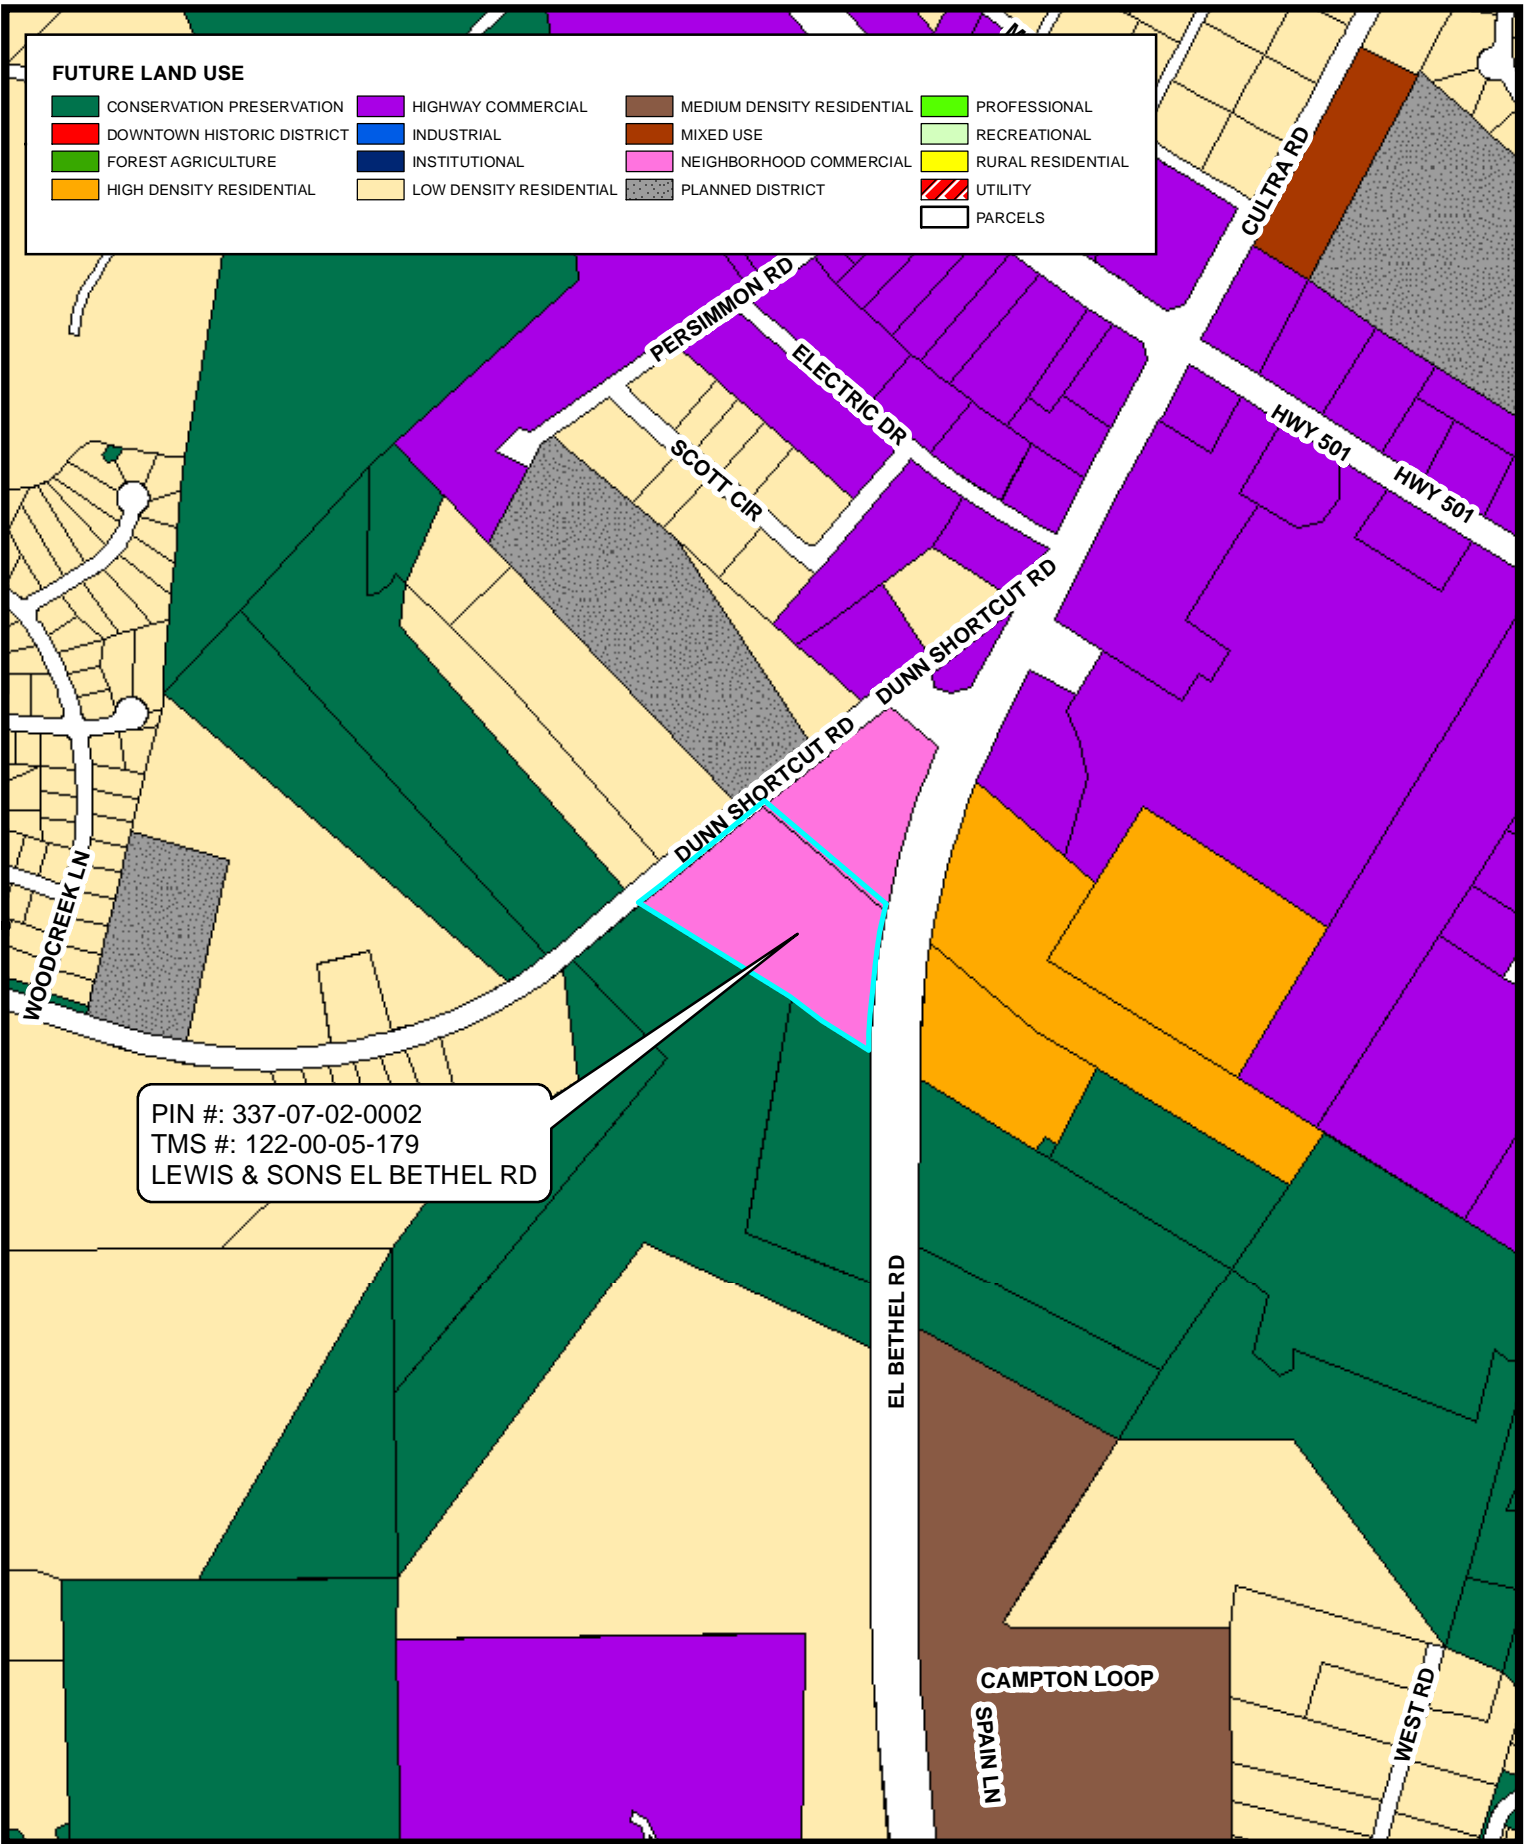 FUTURE LAND USE
CONSERVATION PRESERVATION
DOWNTOWN HISTORIC DISTRICT
FOREST AGRICULTURE
HIGH DENSITY RESIDENTIAL
HIGHWAY COMMERCIAL
INDUSTRIAL
INSTITUTIONAL
LOW DENSITY RESIDENTIAL
MEDIUM DENSITY RESIDENTIAL
MIXED USE
NEIGHBORHOOD COMMERCIAL
PLANNED DISTRICT
PROFESSIONAL
RECREATIONAL
RURAL RESIDENTIAL
UTILITY
PARCELS
CULTRA RD
PERSIMMON RD
ELECTRIC DR
SCOTT CIR
HWY 501
HWY 501
DUNN SHORTCUT RD
DUNN SHORTCUT RD
WOODCREEK LN
PIN #: 337-07-02-0002
TMS #: 122-00-05-179
LEWIS & SONS EL BETHEL RD
EL BETHEL RD
CAMPTON LOOP
SPAIN LN
WEST RD